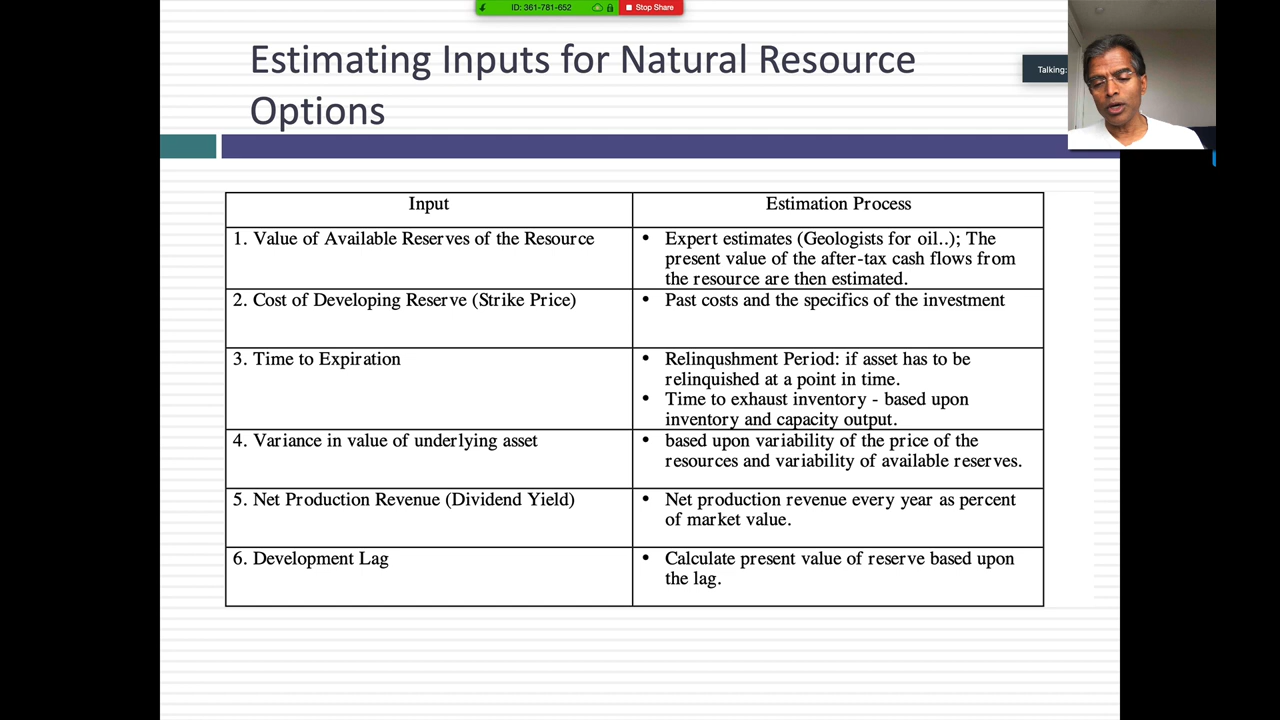 ID: 361-781-652
Stop Share
Estimating Inputs for Natural Resource
Options
Talking:
Input
Estimation Process
1. Value of Available Reserves of the Resource
• Expert estimates (Geologists for oil..); The
present value of the after-tax cash flows from
the resource are then estimated.
2. Cost of Developing Reserve (Strike Price)
• Past costs and the specifics of the investment
3. Time to Expiration
• Relinqushment Period: if asset has to be
relinquished at a point in time.
• Time to exhaust inventory - based upon
inventory and capacity output.
4. Variance in value of underlying asset
• based upon variability of the price of the
resources and variability of available reserves.
5. Net Production Revenue (Dividend Yield)
• Net production revenue every year as percent
of market value.
6. Development Lag
• Calculate present value of reserve based upon
the lag.